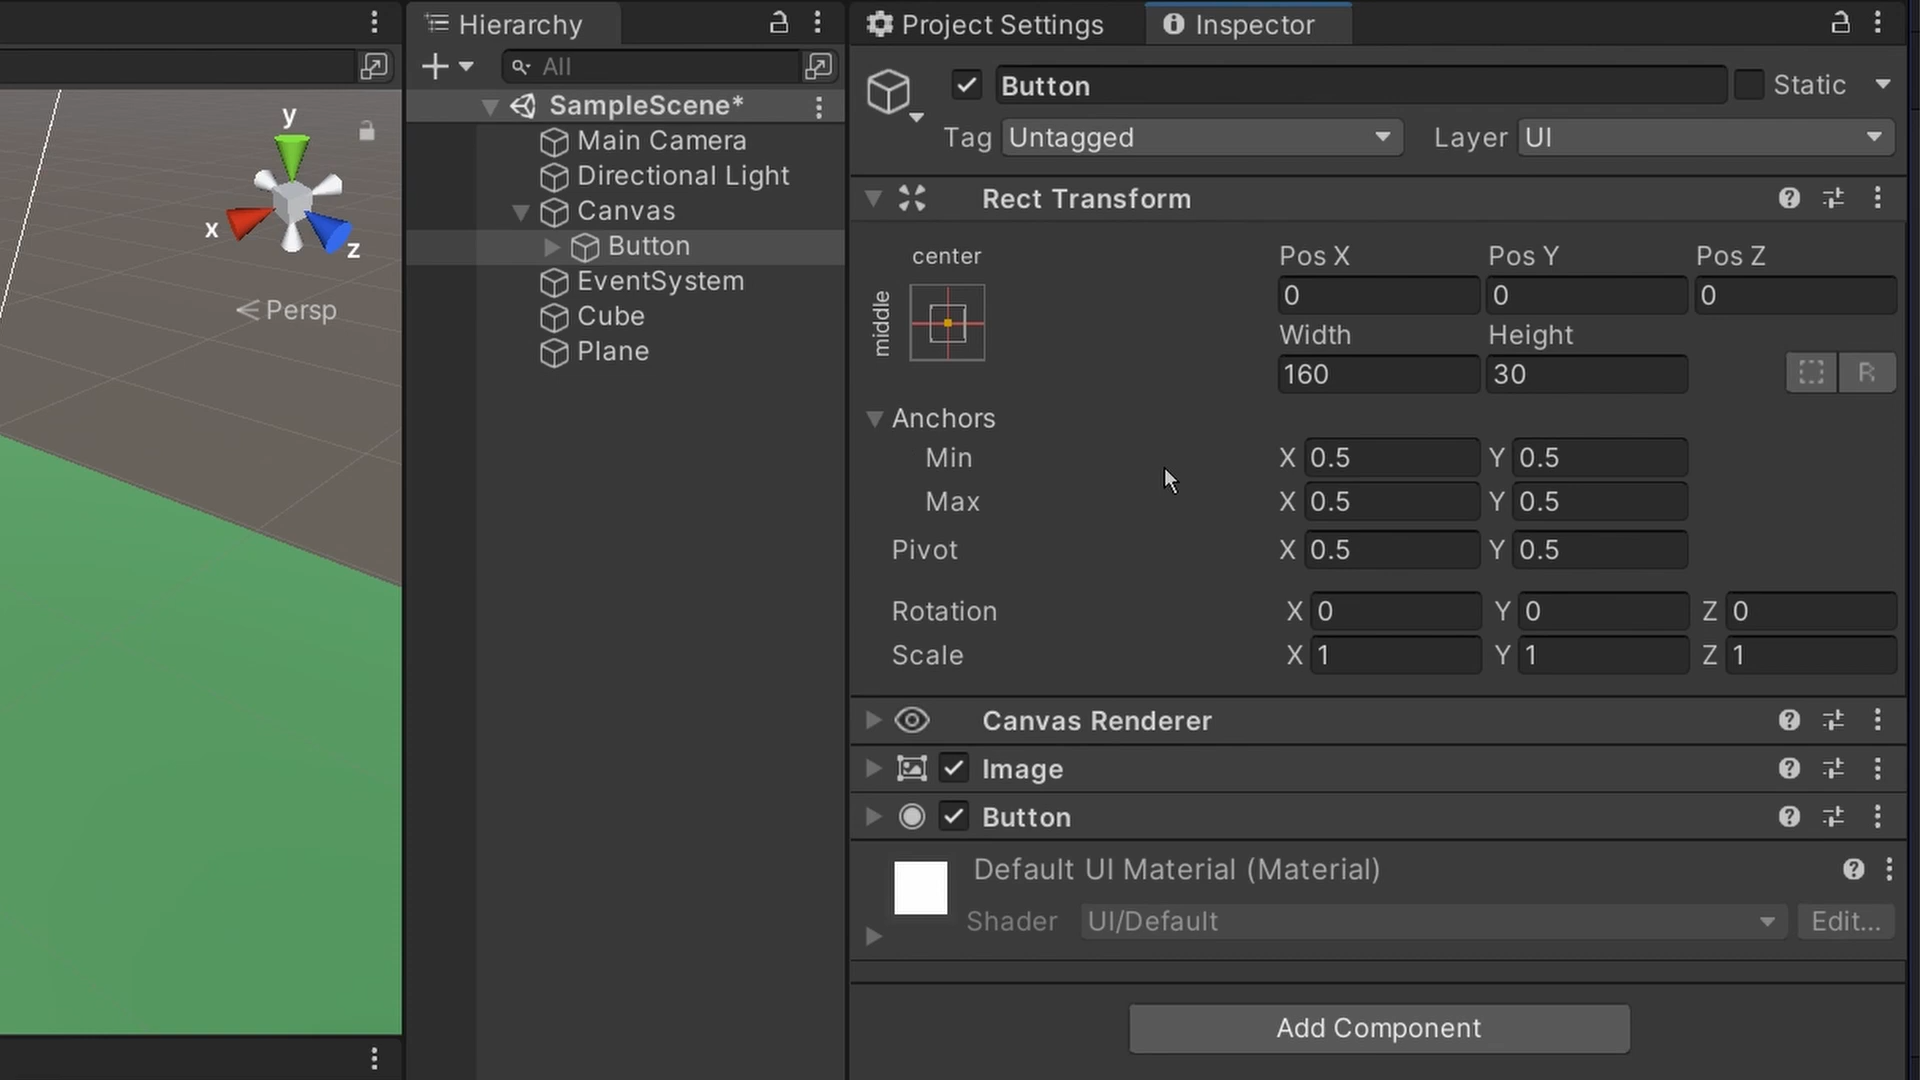 y
x
z
Persp
Hierarchy
All
SampleScene*
Main Camera
Directional Light
Canvas
Button
EventSystem
Cube
Plane
Project Settings
Inspector
Button
Static
Tag Untagged
Layer UI
Rect Transform
center
middle
Pos X Pos Y Pos Z
0 0 0
Width Height
160 30
R
Anchors
Min X 0.5 Y 0.5
Max X 0.5 Y 0.5
Pivot X 0.5 Y 0.5
Rotation X 0 Y 0 Z 0
Scale X 1 Y 1 Z 1
Canvas Renderer
Image
Button
Default UI Material (Material)
Shader UI/Default Edit...
Add Component